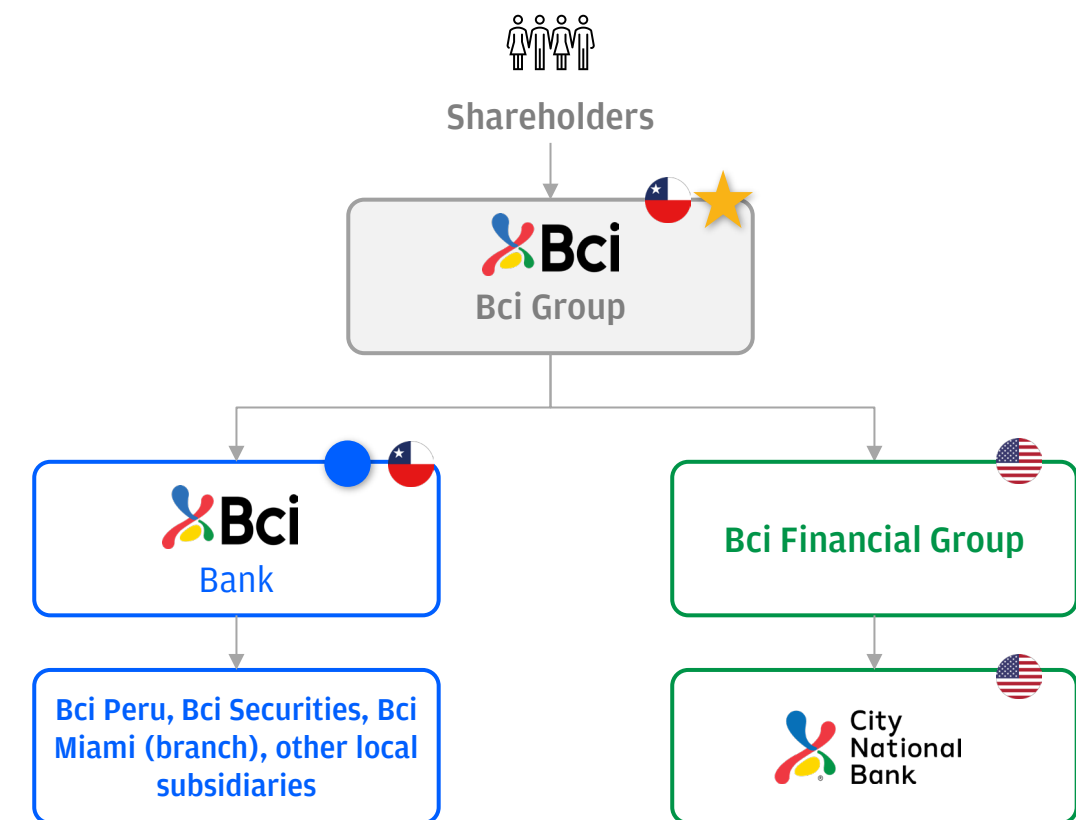 Shareholders
Bci
Bci Group
Bci
Bank
Bci Financial Group
Bci Peru, Bci Securities, Bci
Miami (branch), other local
subsidiaries
City
National
Bank
®